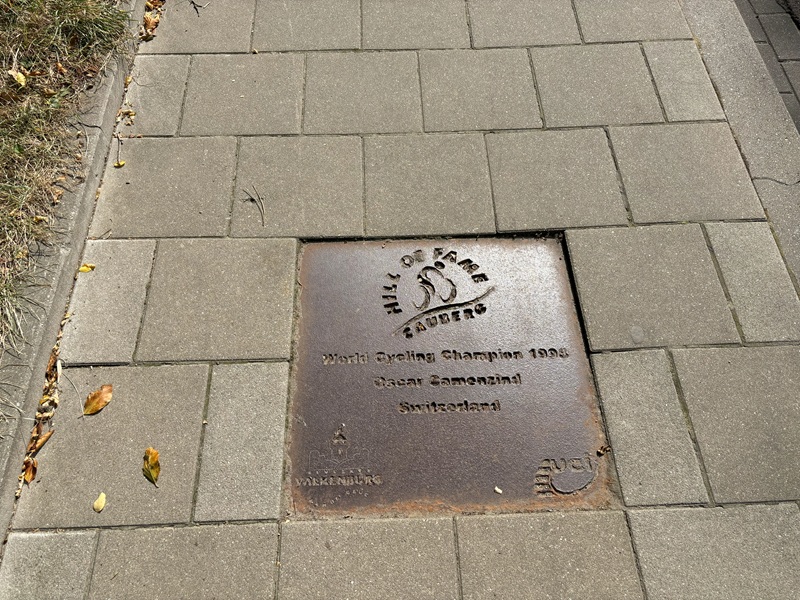 HILL OF FAME
CAUBERG
World Cycling Champion 1998
Oscar Camenzind
Switzerland
VALKENBURG
uci